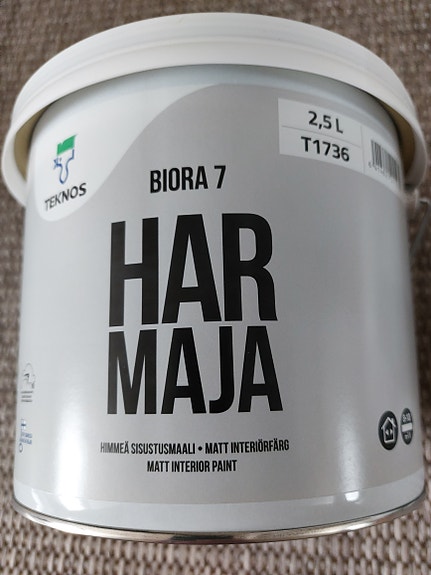 2,5 L
T1736
TEKNOS
BIORA 7
HAR
MAJA
HIMMEÄ SISUSTUSMAALI • MATT INTERIÖRFÄRG
MATT INTERIOR PAINT